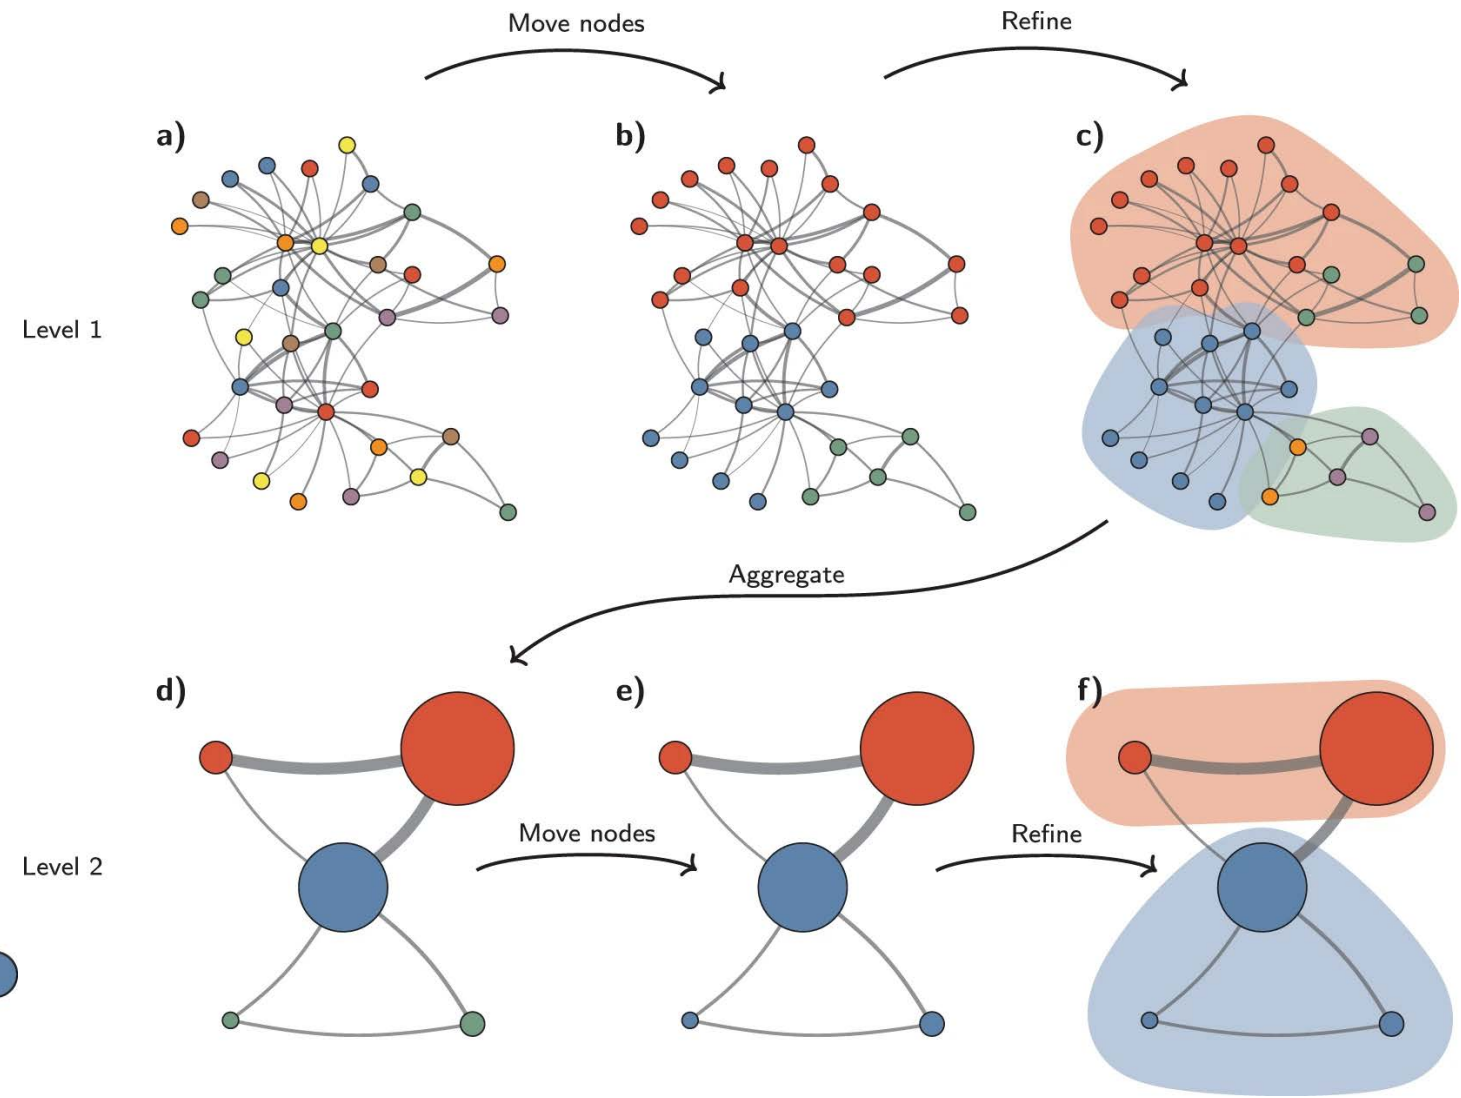 Move nodes
Refine
a)
b)
c)
Level 1
Aggregate
d)
e)
f)
Move nodes
Refine
Level 2